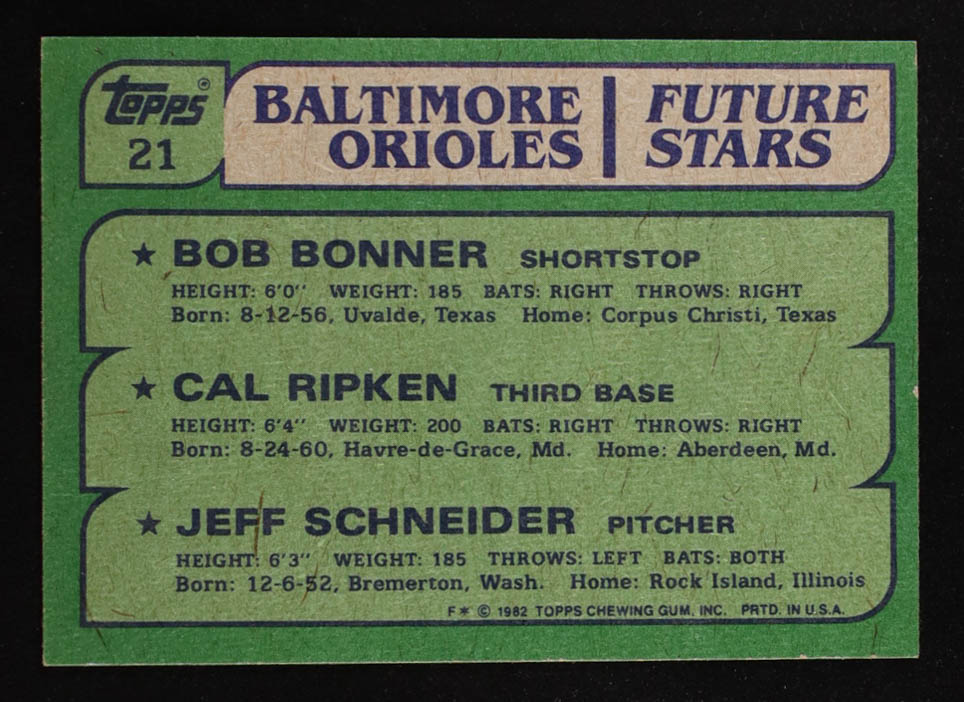 Topps®
21
BALTIMORE ORIOLES
FUTURE STARS
★ BOB BONNER SHORTSTOP
HEIGHT: 6'0" WEIGHT: 185 BATS: RIGHT THROWS: RIGHT
Born: 8-12-56, Uvalde, Texas Home: Corpus Christi, Texas
★ CAL RIPKEN THIRD BASE
HEIGHT: 6'4" WEIGHT: 200 BATS: RIGHT THROWS: RIGHT
Born: 8-24-60, Havre-de-Grace, Md. Home: Aberdeen, Md.
★ JEFF SCHNEIDER PITCHER
HEIGHT: 6'3" WEIGHT: 185 THROWS: LEFT BATS: BOTH
Born: 12-6-52, Bremerton, Wash. Home: Rock Island, Illinois
F* © 1982 TOPPS CHEWING GUM, INC. PRTD. IN U.S.A.